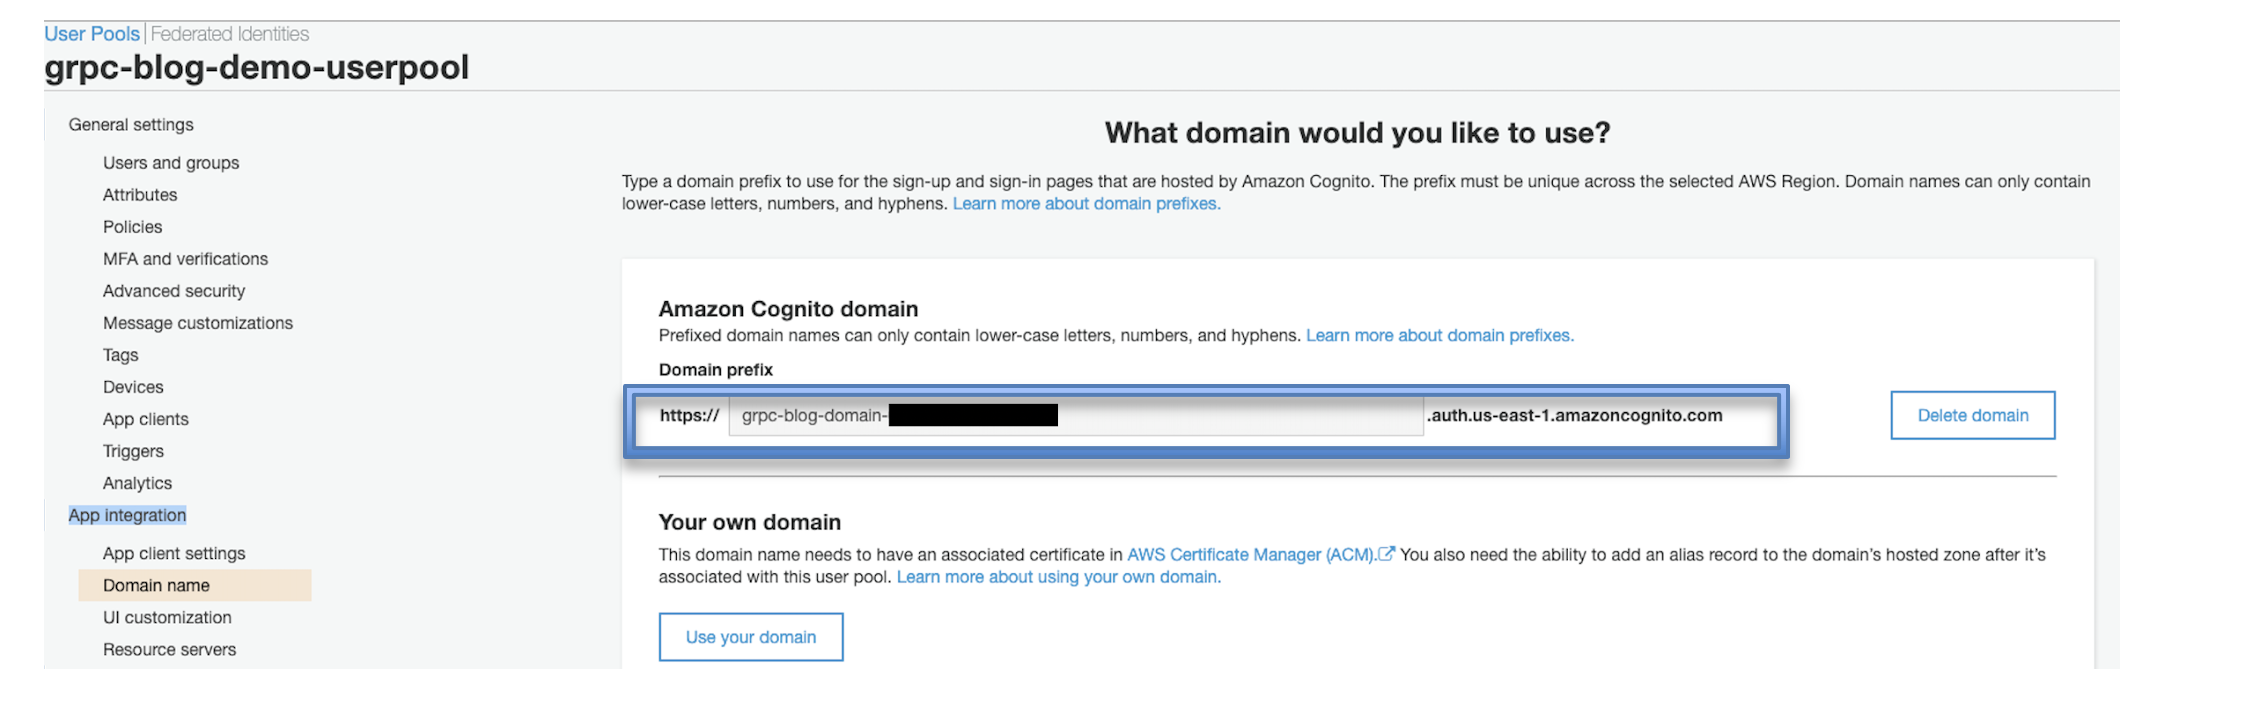 User Pools | Federated Identities
grpc-blog-demo-userpool
General settings
Users and groups
Attributes
Policies
MFA and verifications
Advanced security
Message customizations
Tags
Devices
App clients
Triggers
Analytics
App integration
App client settings
Domain name
UI customization
Resource servers
What domain would you like to use?
Type a domain prefix to use for the sign-up and sign-in pages that are hosted by Amazon Cognito. The prefix must be unique across the selected AWS Region. Domain names can only contain
lower-case letters, numbers, and hyphens. Learn more about domain prefixes.
Amazon Cognito domain
Prefixed domain names can only contain lower-case letters, numbers, and hyphens. Learn more about domain prefixes.
Domain prefix
https:// grpc-blog-domain- .auth.us-east-1.amazoncognito.com Delete domain
Your own domain
This domain name needs to have an associated certificate in AWS Certificate Manager (ACM). You also need the ability to add an alias record to the domain's hosted zone after it's
associated with this user pool. Learn more about using your own domain.
Use your domain